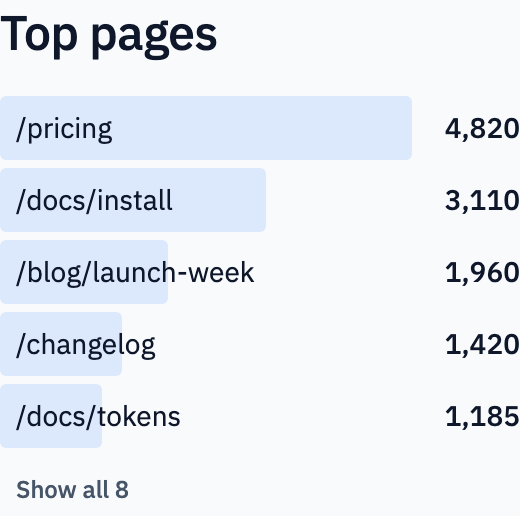 Top pages
/pricing 4,820
/docs/install 3,110
/blog/launch-week 1,960
/changelog 1,420
/docs/tokens 1,185
Show all 8